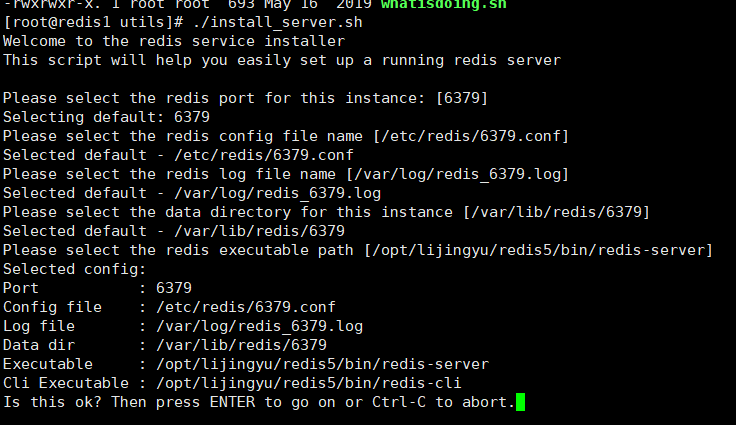 -rwxrwxr-x. 1 root root  693 May 16  2019 whatisdoing.sh
[root@redis1 utils]# ./install_server.sh
Welcome to the redis service installer
This script will help you easily set up a running redis server

Please select the redis port for this instance: [6379]
Selecting default: 6379
Please select the redis config file name [/etc/redis/6379.conf]
Selected default - /etc/redis/6379.conf
Please select the redis log file name [/var/log/redis_6379.log]
Selected default - /var/log/redis_6379.log
Please select the data directory for this instance [/var/lib/redis/6379]
Selected default - /var/lib/redis/6379
Please select the redis executable path [/opt/lijingyu/redis5/bin/redis-server]
Selected config:
Port           : 6379
Config file    : /etc/redis/6379.conf
Log file       : /var/log/redis_6379.log
Data dir       : /var/lib/redis/6379
Executable     : /opt/lijingyu/redis5/bin/redis-server
Cli Executable : /opt/lijingyu/redis5/bin/redis-cli
Is this ok? Then press ENTER to go on or Ctrl-C to abort.